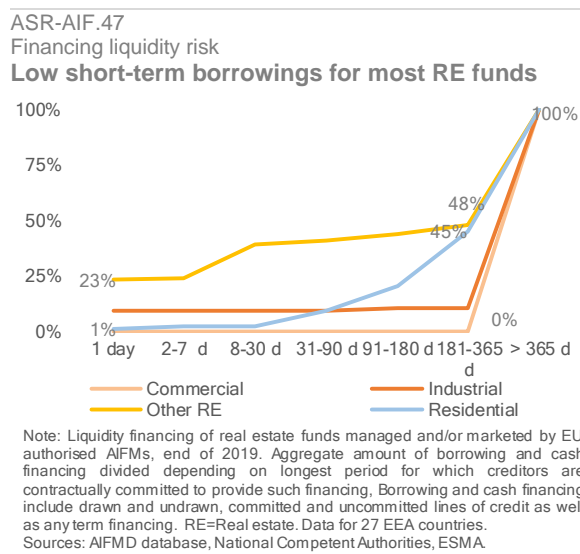 ASR-AIF.47
Financing liquidity risk
Low short-term borrowings for most RE funds
100%
75%
50%
25%
0%
23%
1%
48%
45%
0%
100%
1 day 2-7 d 8-30 d 31-90 d 91-180 d 181-365 d > 365 d
Commercial Industrial
Other RE Residential
Note: Liquidity financing of real estate funds managed and/or marketed by EU
authorised AIFMs, end of 2019. Aggregate amount of borrowing and cash
financing divided depending on longest period for which creditors are
contractually committed to provide such financing, Borrowing and cash financing
include drawn and undrawn, committed and uncommitted lines of credit as well
as any term financing. RE=Real estate. Data for 27 EEA countries.
Sources: AIFMD database, National Competent Authorities, ESMA.